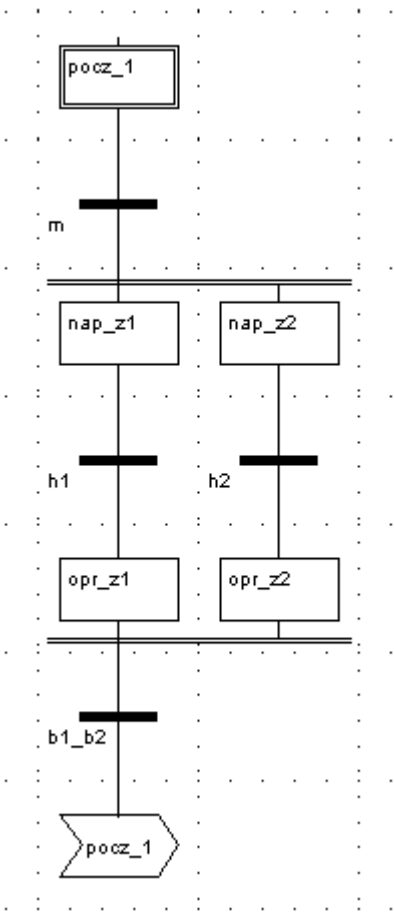 pocz_1
m
nap_z1 nap_z2
h1 h2
opr_z1 opr_z2
b1_b2
pocz_1